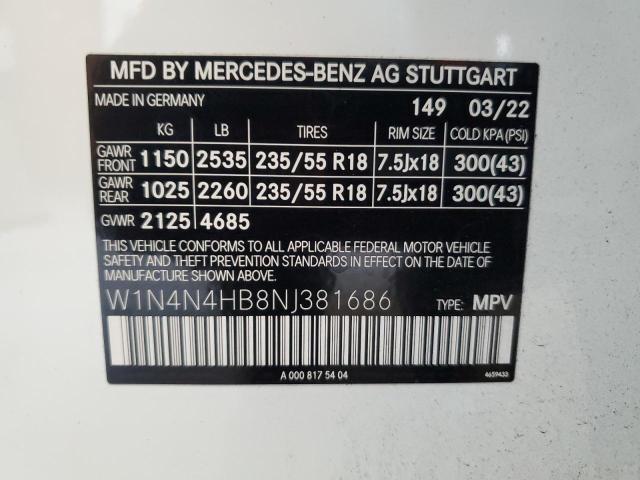 MFD BY MERCEDES-BENZ AG STUTTGART
MADE IN GERMANY 149 03/22
KG LB TIRES RIM SIZE COLD KPA (PSI)
GAWR FRONT 1150 2535 235/55 R18 7.5Jx18 300(43)
GAWR REAR 1025 2260 235/55 R18 7.5Jx18 300(43)
GVWR 2125 4685
THIS VEHICLE CONFORMS TO ALL APPLICABLE FEDERAL MOTOR VEHICLE
SAFETY AND THEFT PREVENTION STANDARDS IN EFFECT ON THE DATE
OF MANUFACTURE SHOWN ABOVE.
W1N4N4HB8NJ381686 TYPE: MPV
A 000 817 54 04 4659433